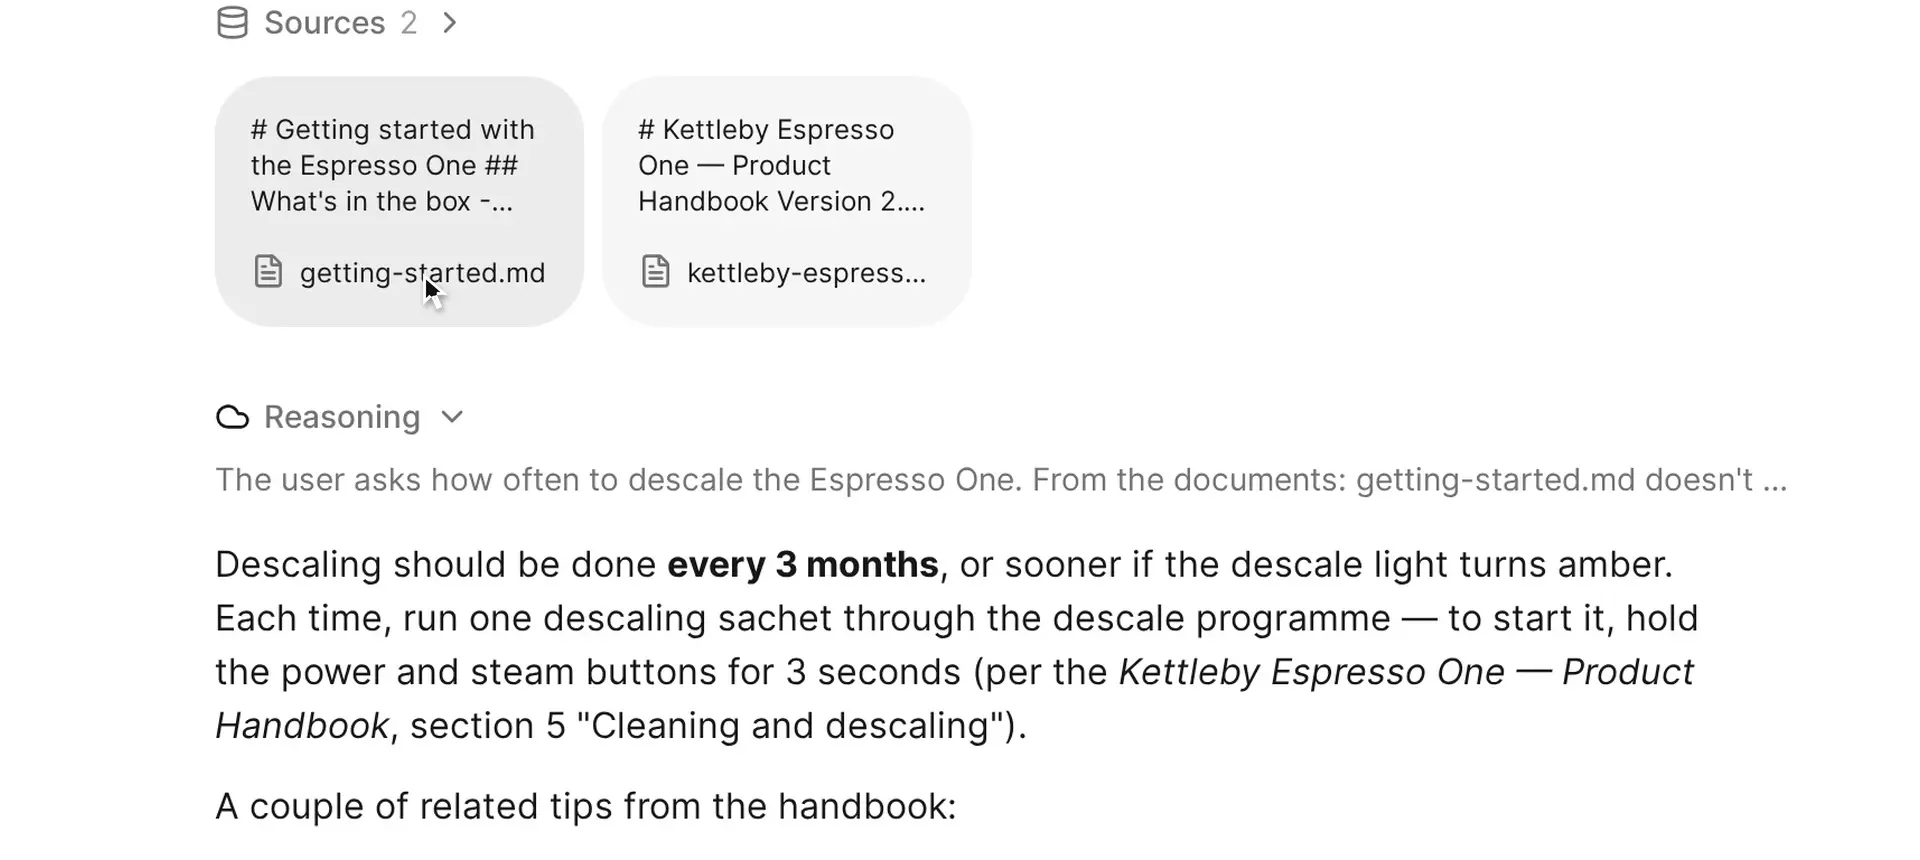 Sources 2
# Getting started with
the Espresso One ##
What's in the box -...
getting-started.md
# Kettleby Espresso
One — Product
Handbook Version 2....
kettleby-espress...
Reasoning
The user asks how often to descale the Espresso One. From the documents: getting-started.md doesn't ...
Descaling should be done every 3 months, or sooner if the descale light turns amber.
Each time, run one descaling sachet through the descale programme — to start it, hold
the power and steam buttons for 3 seconds (per the Kettleby Espresso One — Product
Handbook, section 5 "Cleaning and descaling").
A couple of related tips from the handbook: